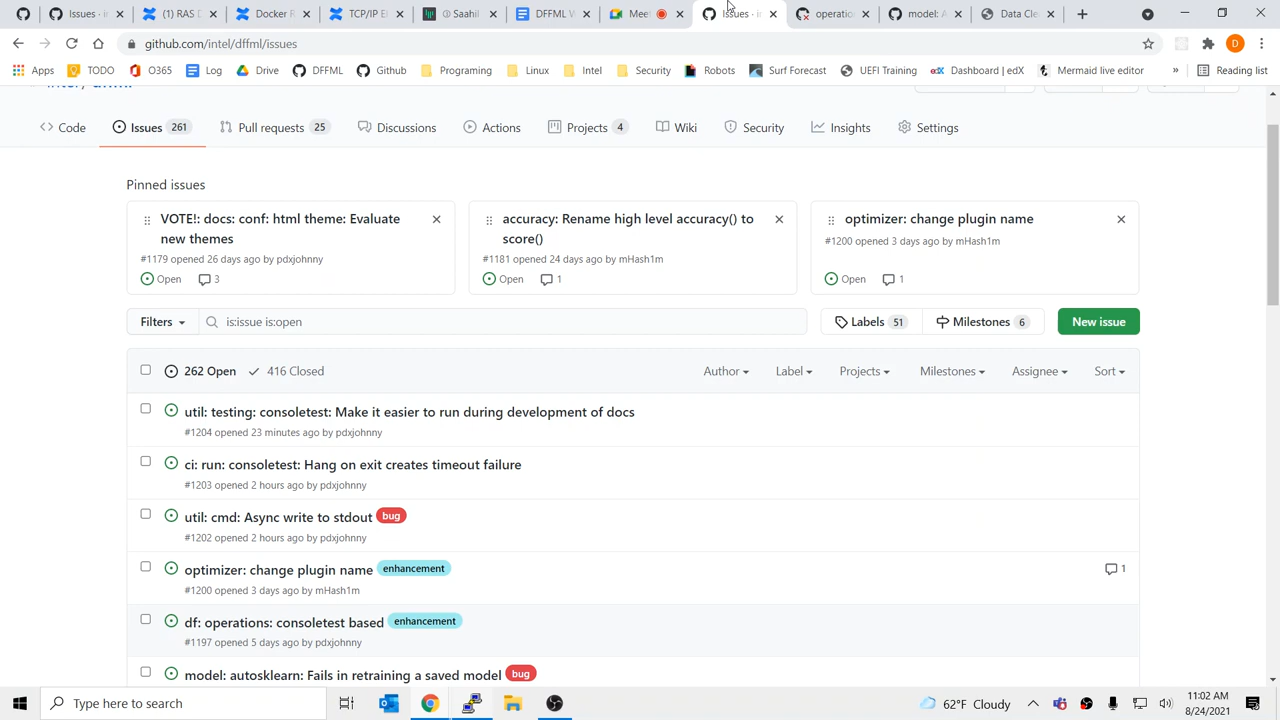 Issues · in
(1) RAS D
Docker R
TCP/IP E
Saahil
DFFML W
Meet
Issues · in
operation
model: A
Data Cle
github.com/intel/dffml/issues
Apps
TODO
O365
Log
Drive
DFFML
Github
Programing
Linux
Intel
Security
Robots
Surf Forecast
UEFI Training
edX Dashboard | edX
Mermaid live editor
»
Reading list
Code
Issues 261
Pull requests 25
Discussions
Actions
Projects 4
Wiki
Security
Insights
Settings
Pinned issues
VOTE!: docs: conf: html theme: Evaluate
new themes
#1179 opened 26 days ago by pdxjohnny
Open 3
accuracy: Rename high level accuracy() to
score()
#1181 opened 24 days ago by mHash1m
Open 1
optimizer: change plugin name
#1200 opened 3 days ago by mHash1m
Open 1
Filters
is:issue is:open
Labels 51
Milestones 6
New issue
262 Open
416 Closed
Author
Label
Projects
Milestones
Assignee
Sort
util: testing: consoletest: Make it easier to run during development of docs
#1204 opened 23 minutes ago by pdxjohnny
ci: run: consoletest: Hang on exit creates timeout failure
#1203 opened 2 hours ago by pdxjohnny
util: cmd: Async write to stdout bug
#1202 opened 2 hours ago by pdxjohnny
optimizer: change plugin name enhancement
1
#1200 opened 3 days ago by mHash1m
df: operations: consoletest based enhancement
#1197 opened 5 days ago by pdxjohnny
model: autosklearn: Fails in retraining a saved model bug
Type here to search
62°F Cloudy
11:02 AM
8/24/2021